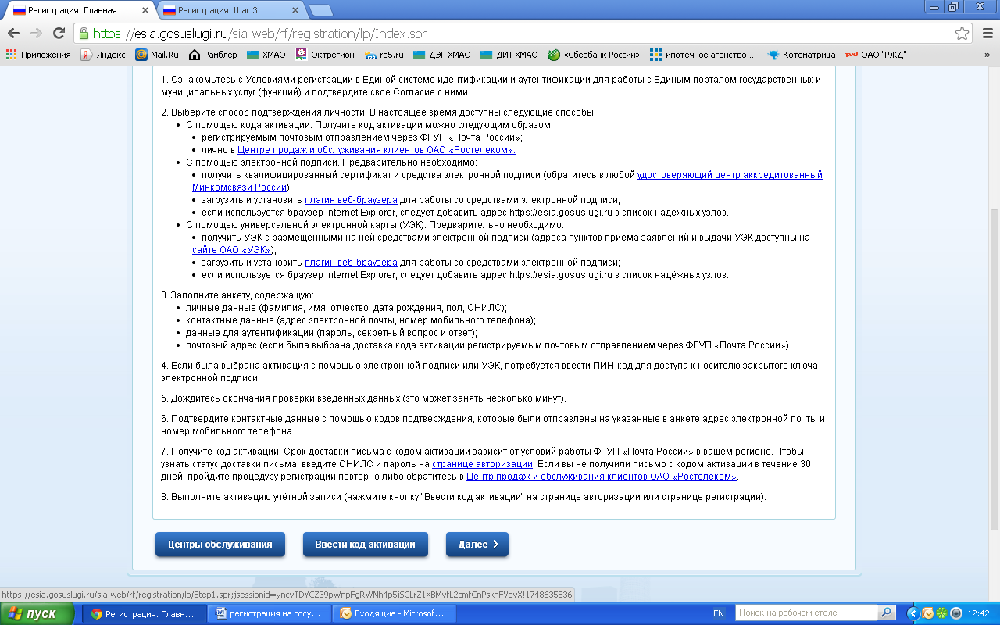 Регистрация. Главная
Регистрация. Шаг 3
https://esia.gosuslugi.ru/sia-web/rf/registration/lp/Index.spr
Приложения Яндекс Mail.Ru Рамблер ХМАО Октрегион rp5.ru ДЭР ХМАО ДИТ ХМАО «Сбербанк России» ипотечное агенство ... Котоматрица ОАО "РЖД" »
1. Ознакомьтесь с Условиями регистрации в Единой системе идентификации и аутентификации для работы с Единым порталом государственных и
муниципальных услуг (функций) и подтвердите свое Согласие с ними.
2. Выберите способ подтверждения личности. В настоящее время доступны следующие способы:
• С помощью кода активации. Получить код активации можно следующим образом:
• регистрируемым почтовым отправлением через ФГУП «Почта России»;
• лично в Центре продаж и обслуживания клиентов ОАО «Ростелеком».
• С помощью электронной подписи. Предварительно необходимо:
• получить квалифицированный сертификат и средства электронной подписи (обратитесь в любой удостоверяющий центр аккредитованный
Минкомсвязи России);
• загрузить и установить плагин веб-браузера для работы со средствами электронной подписи;
• если используется браузер Internet Explorer, следует добавить адрес https://esia.gosuslugi.ru в список надёжных узлов.
• С помощью универсальной электронной карты (УЭК). Предварительно необходимо:
• получить УЭК с размещенными на ней средствами электронной подписи (адреса пунктов приема заявлений и выдачи УЭК доступны на
сайте ОАО «УЭК»);
• загрузить и установить плагин веб-браузера для работы со средствами электронной подписи;
• если используется браузер Internet Explorer, следует добавить адрес https://esia.gosuslugi.ru в список надёжных узлов.
3. Заполните анкету, содержащую:
• личные данные (фамилия, имя, отчество, дата рождения, пол, СНИЛС);
• контактные данные (адрес электронной почты, номер мобильного телефона);
• данные для аутентификации (пароль, секретный вопрос и ответ);
• почтовый адрес (если была выбрана доставка кода активации регистрируемым почтовым отправлением через ФГУП «Почта России»).
4. Если была выбрана активация с помощью электронной подписи или УЭК, потребуется ввести ПИН-код для доступа к носителю закрытого ключа
электронной подписи.
5. Дождитесь окончания проверки введённых данных (это может занять несколько минут).
6. Подтвердите контактные данные с помощью кодов подтверждения, которые были отправлены на указанные в анкете адрес электронной почты и
номер мобильного телефона.
7. Получите код активации. Срок доставки письма с кодом активации зависит от условий работы ФГУП «Почта России» в вашем регионе. Чтобы
узнать статус доставки письма, введите СНИЛС и пароль на странице авторизации. Если вы не получили письмо с кодом активации в течение 30
дней, пройдите процедуру регистрации повторно либо обратитесь в Центр продаж и обслуживания клиентов ОАО «Ростелеком».
8. Выполните активацию учётной записи (нажмите кнопку "Ввести код активации" на странице авторизации или странице регистрации).
Центры обслуживания
Ввести код активации
Далее >
https://esia.gosuslugi.ru/sia-web/rf/registration/lp/Step1.spr;jsessionid=yncyTDYCZ39pWnpFgRWNh4p5jSCLrZ1XBMvfL2cmfCnPsknFVpvX!1748635536
пуск
Регистрация. Главн...
регистрация на госу...
Входящие - Microsof...
EN
Поиск на рабочем столе
12:42